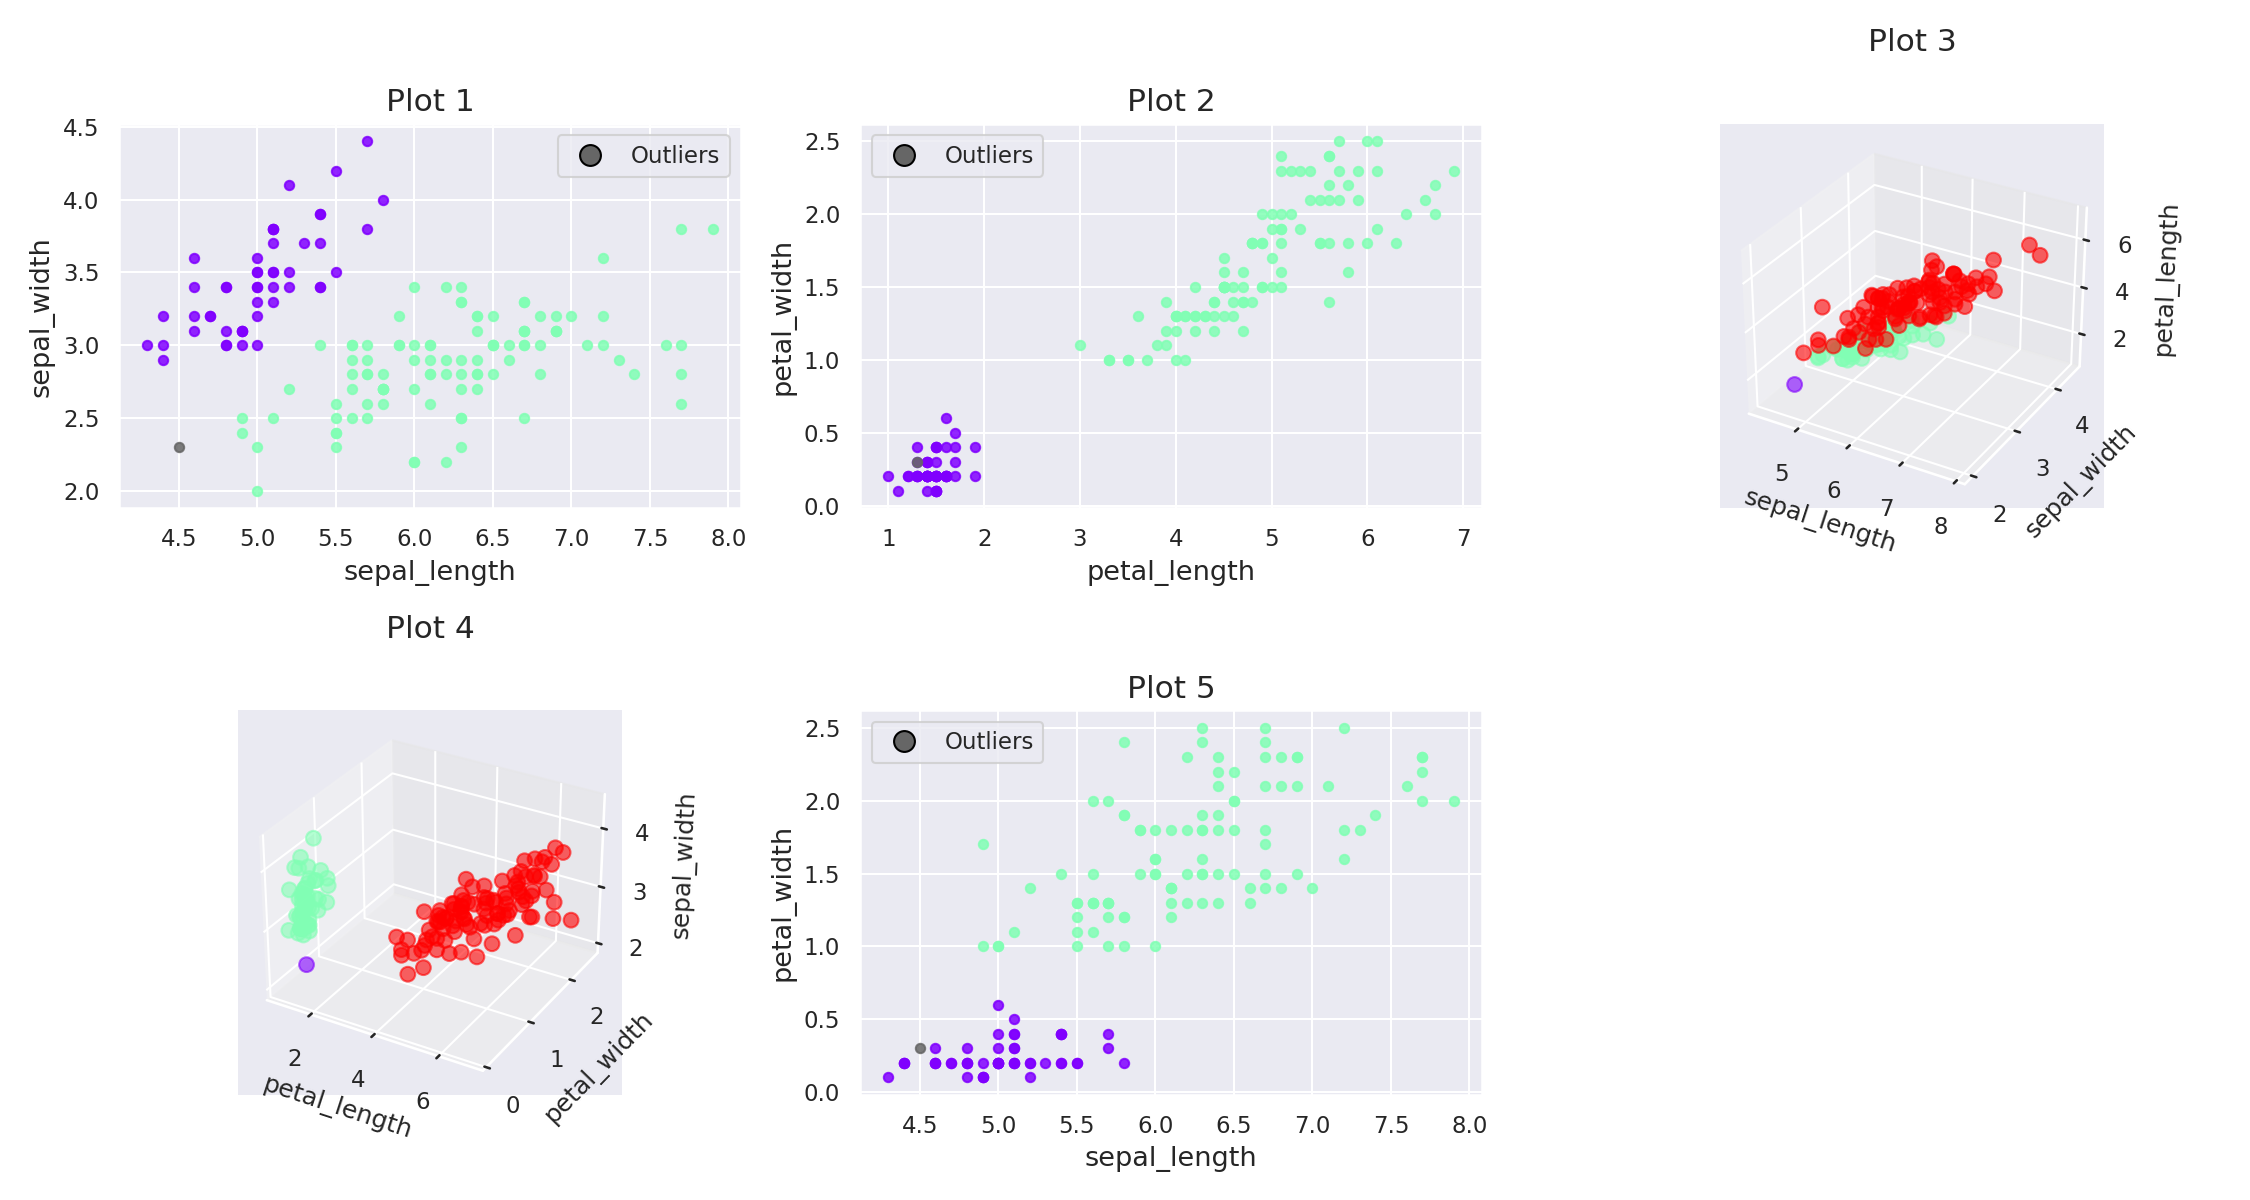 Plot 1
Outliers
sepal_width
4.5
4.0
3.5
3.0
2.5
2.0
4.5 5.0 5.5 6.0 6.5 7.0 7.5 8.0
sepal_length
Plot 2
Outliers
petal_width
2.5
2.0
1.5
1.0
0.5
0.0
1 2 3 4 5 6 7
petal_length
Plot 3
petal_length
6
4
2
sepal_width
4
3
2
5 6 7 8
sepal_length
Plot 4
sepal_width
4
3
2
petal_width
2
1
0
2 4 6
petal_length
Plot 5
Outliers
petal_width
2.5
2.0
1.5
1.0
0.5
0.0
4.5 5.0 5.5 6.0 6.5 7.0 7.5 8.0
sepal_length